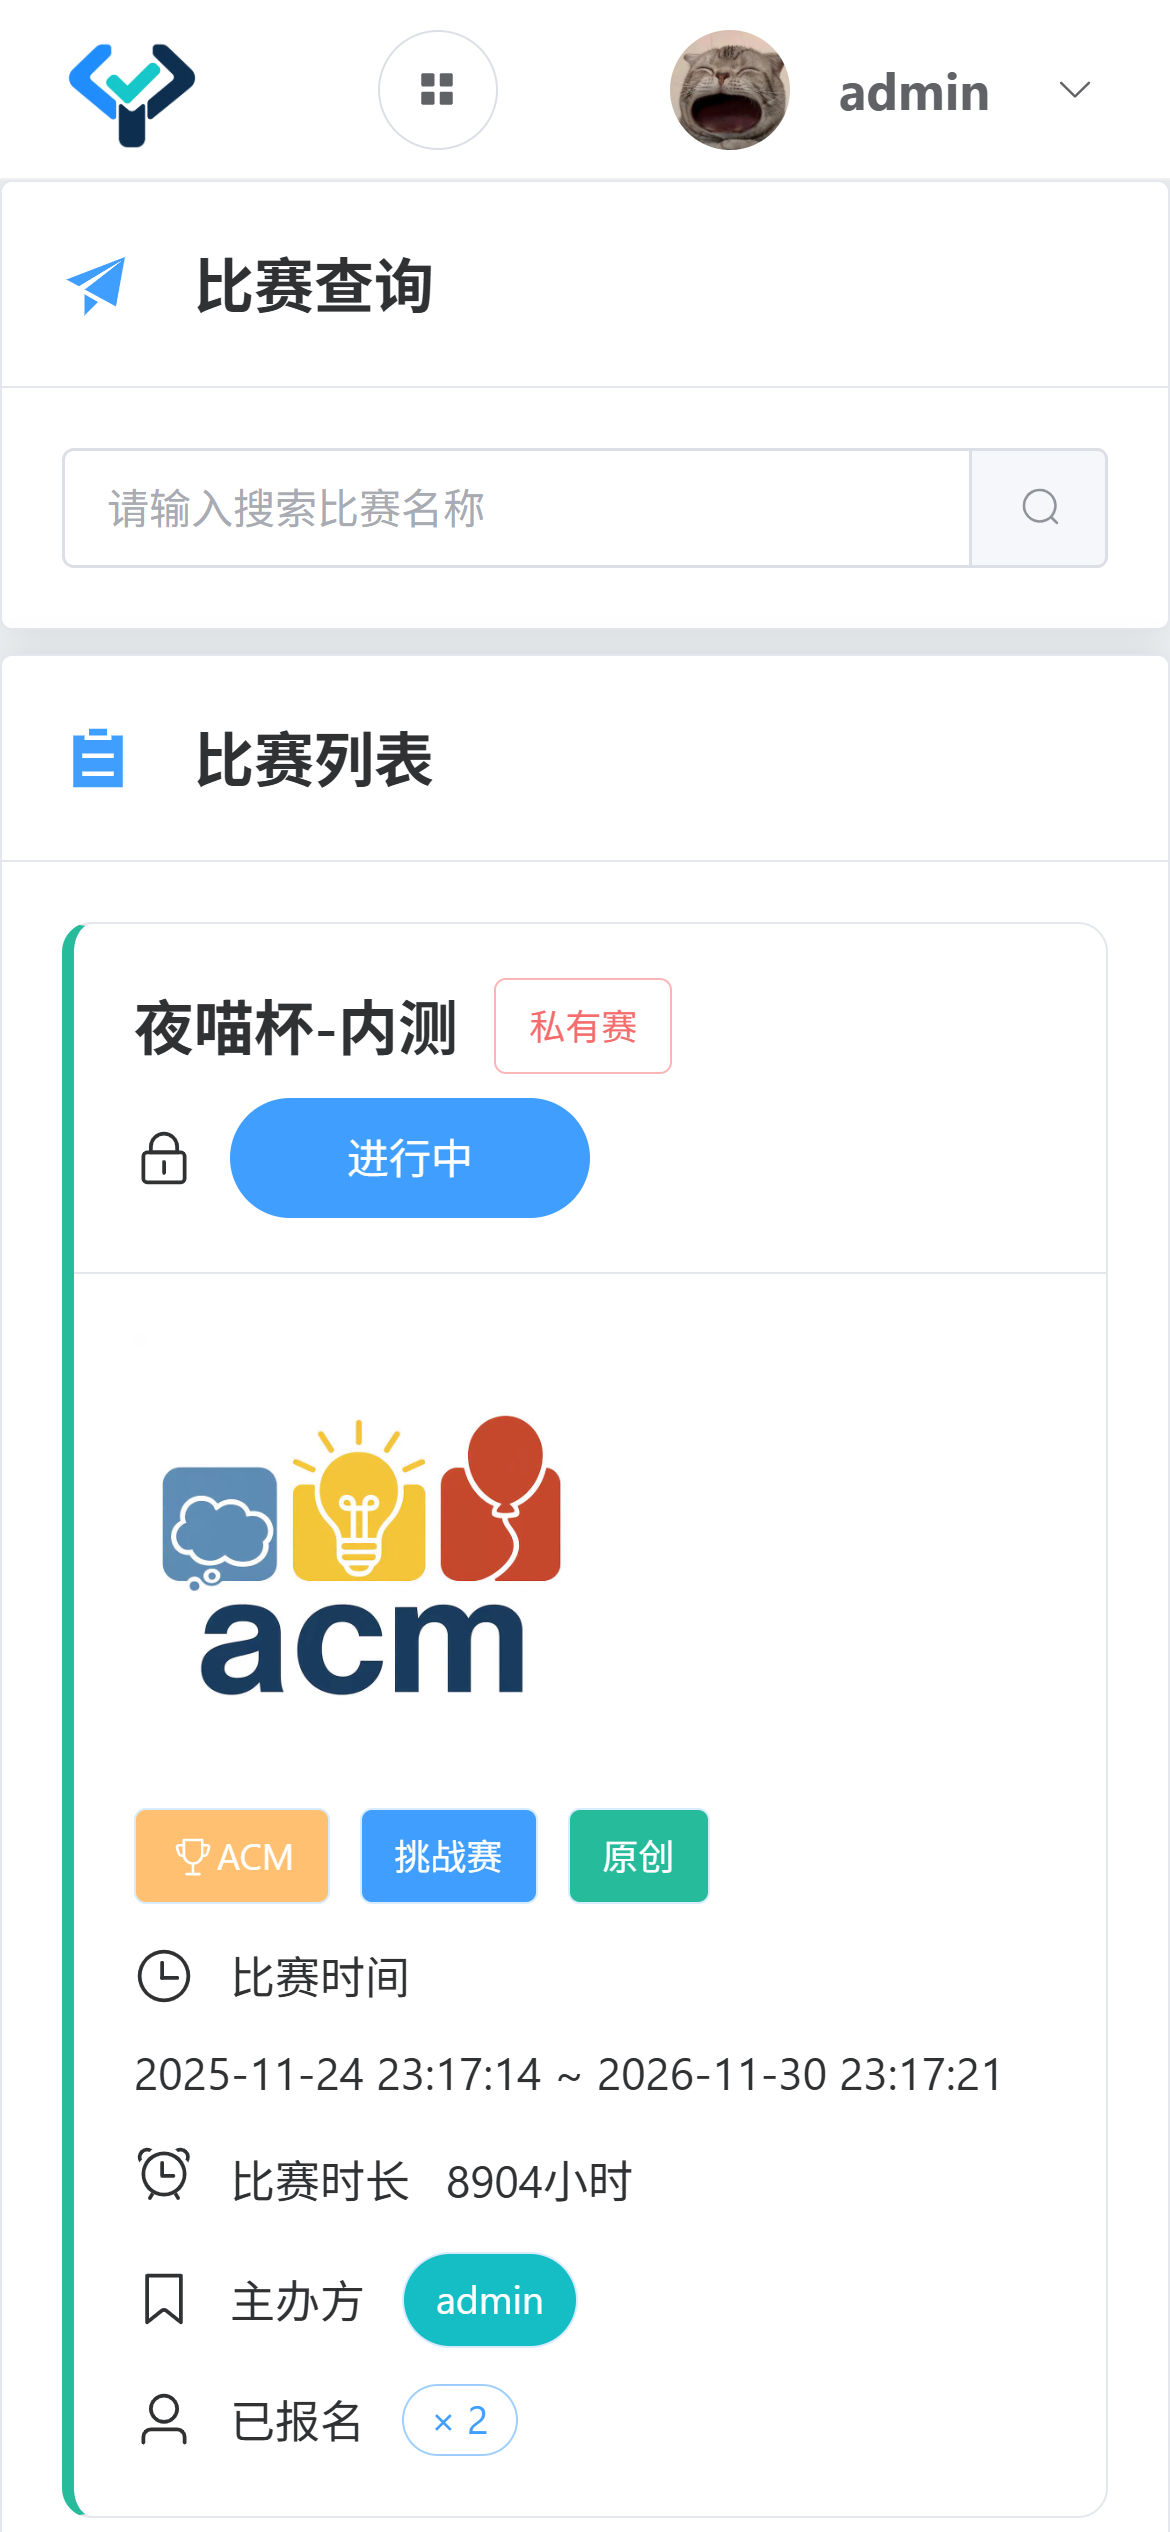 admin
比赛查询
请输入搜索比赛名称
比赛列表
夜喵杯-内测 私有赛
进行中
acm
ACM 挑战赛 原创
比赛时间
2025-11-24 23:17:14 ~ 2026-11-30 23:17:21
比赛时长 8904小时
主办方 admin
已报名 × 2